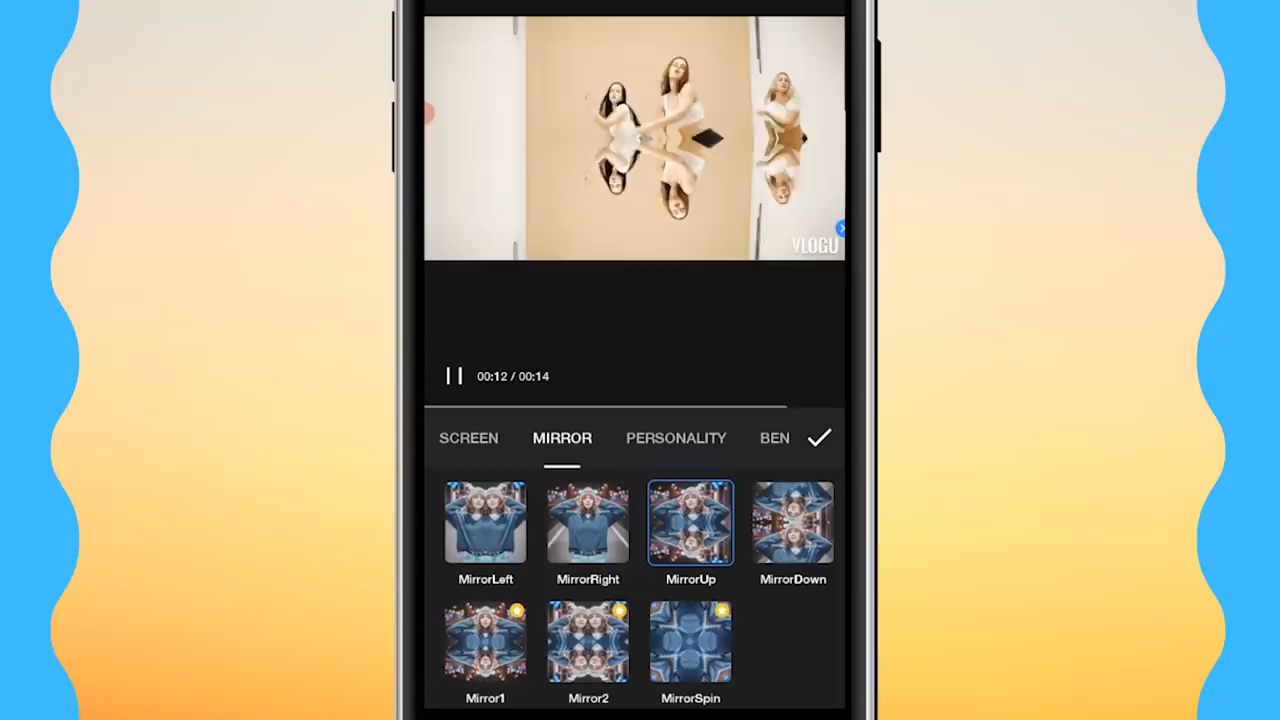 VLOGU
00:12 / 00:14
SCREEN MIRROR PERSONALITY BEN
MirrorLeft MirrorRight MirrorUp MirrorDown
Mirror1 Mirror2 MirrorSpin